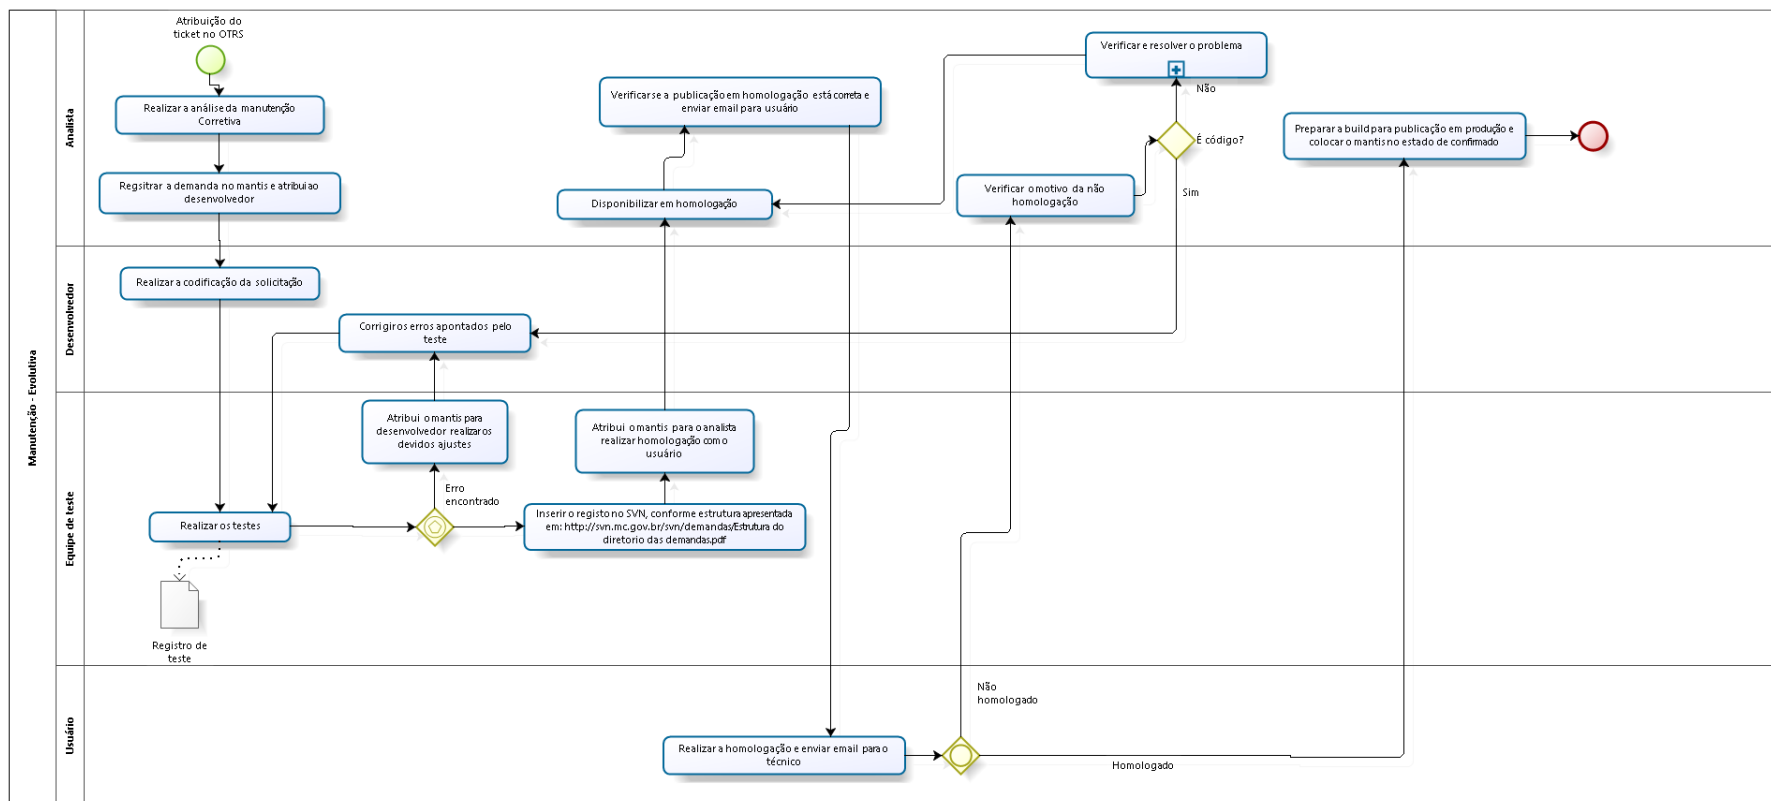 Manutenção - Evolutiva
Analista
Atribuição do
ticket no OTRS
Realizar a análise da manutenção
Corretiva
Regsitrar a demanda no mantis e atribui ao
desenvolvedor
Verificar se a publicação em homologação está correta e
enviar email para usuário
Disponibilizar em homologação
Verificar e resolver o problema
Não
É código?
Sim
Verificar o motivo da não
homologação
Preparar a build para publicação em produção e
colocar o mantis no estado de confirmado
Desenvolvedor
Realizar a codificação da solicitação
Corrigir os erros apontados pelo
teste
Equipe de teste
Atribui o mantis para
desenvolvedor realizar os
devidos ajustes
Atribui o mantis para o analista
realizar homologação com o
usuário
Erro
encontrado
Realizar os testes
Inserir o registo no SVN, conforme estrutura apresentada
em: http://svn.mc.gov.br/svn/demandas/Estrutura do
diretorio das demandas.pdf
Registro de
teste
Usuário
Não
homologado
Realizar a homologação e enviar email para o
técnico
Homologado